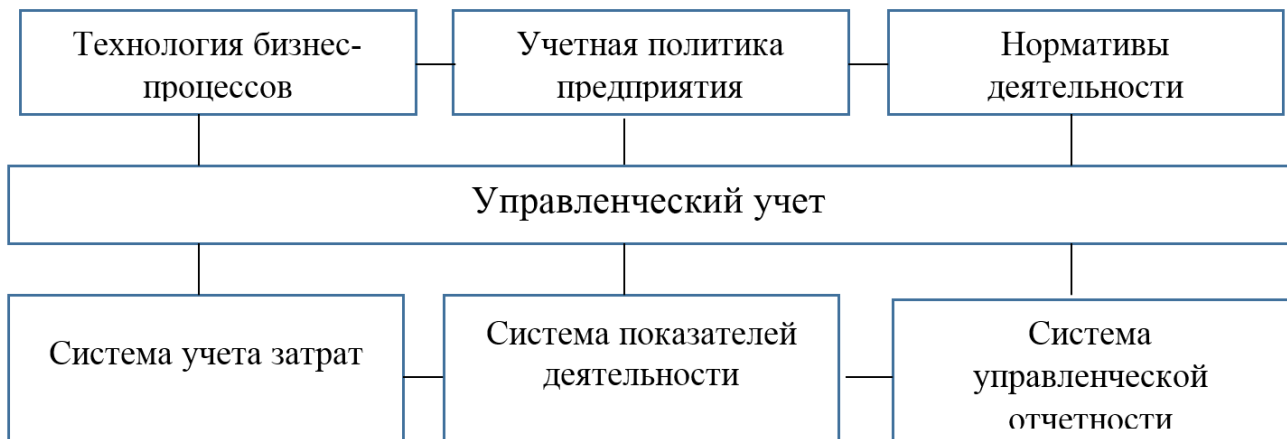 Технология бизнес-
процессов
Учетная политика
предприятия
Нормативы
деятельности
Управленческий учет
Система учета затрат
Система показателей
деятельности
Система
управленческой
отчетности